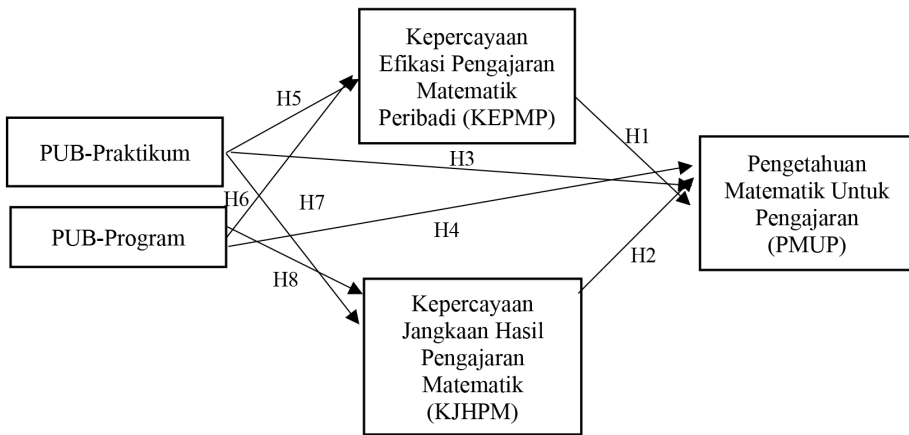 Kepercayaan
Efikasi Pengajaran
Matematik
Peribadi (KEPMP)
H5
H1
PUB-Praktikum
H3
Pengetahuan
Matematik Untuk
Pengajaran
(PMUP)
H6
H7
PUB-Program
H4
H2
H8
Kepercayaan
Jangkaan Hasil
Pengajaran
Matematik
(KJHPM)